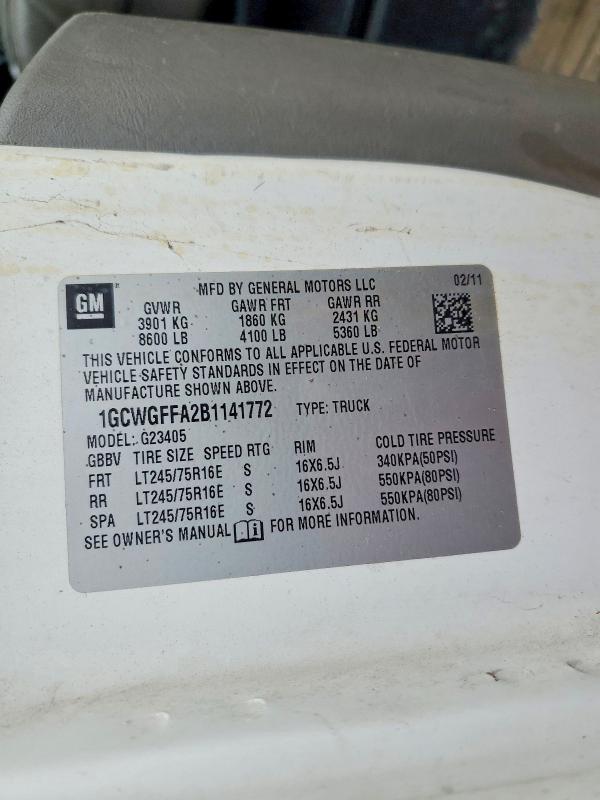 GM
MFD BY GENERAL MOTORS LLC 02/11
GVWR GAWR FRT GAWR RR
3901 KG 1860 KG 2431 KG
8600 LB 4100 LB 5360 LB
THIS VEHICLE CONFORMS TO ALL APPLICABLE U.S. FEDERAL MOTOR
VEHICLE SAFETY STANDARDS IN EFFECT ON THE DATE OF
MANUFACTURE SHOWN ABOVE.
1GCWGFFA2B1141772 TYPE: TRUCK
MODEL: G23405
GBBV TIRE SIZE SPEED RTG RIM COLD TIRE PRESSURE
FRT LT245/75R16E S 16X6.5J 340KPA(50PSI)
RR LT245/75R16E S 16X6.5J 550KPA(80PSI)
SPA LT245/75R16E S 16X6.5J 550KPA(80PSI)
SEE OWNER'S MANUAL FOR MORE INFORMATION.